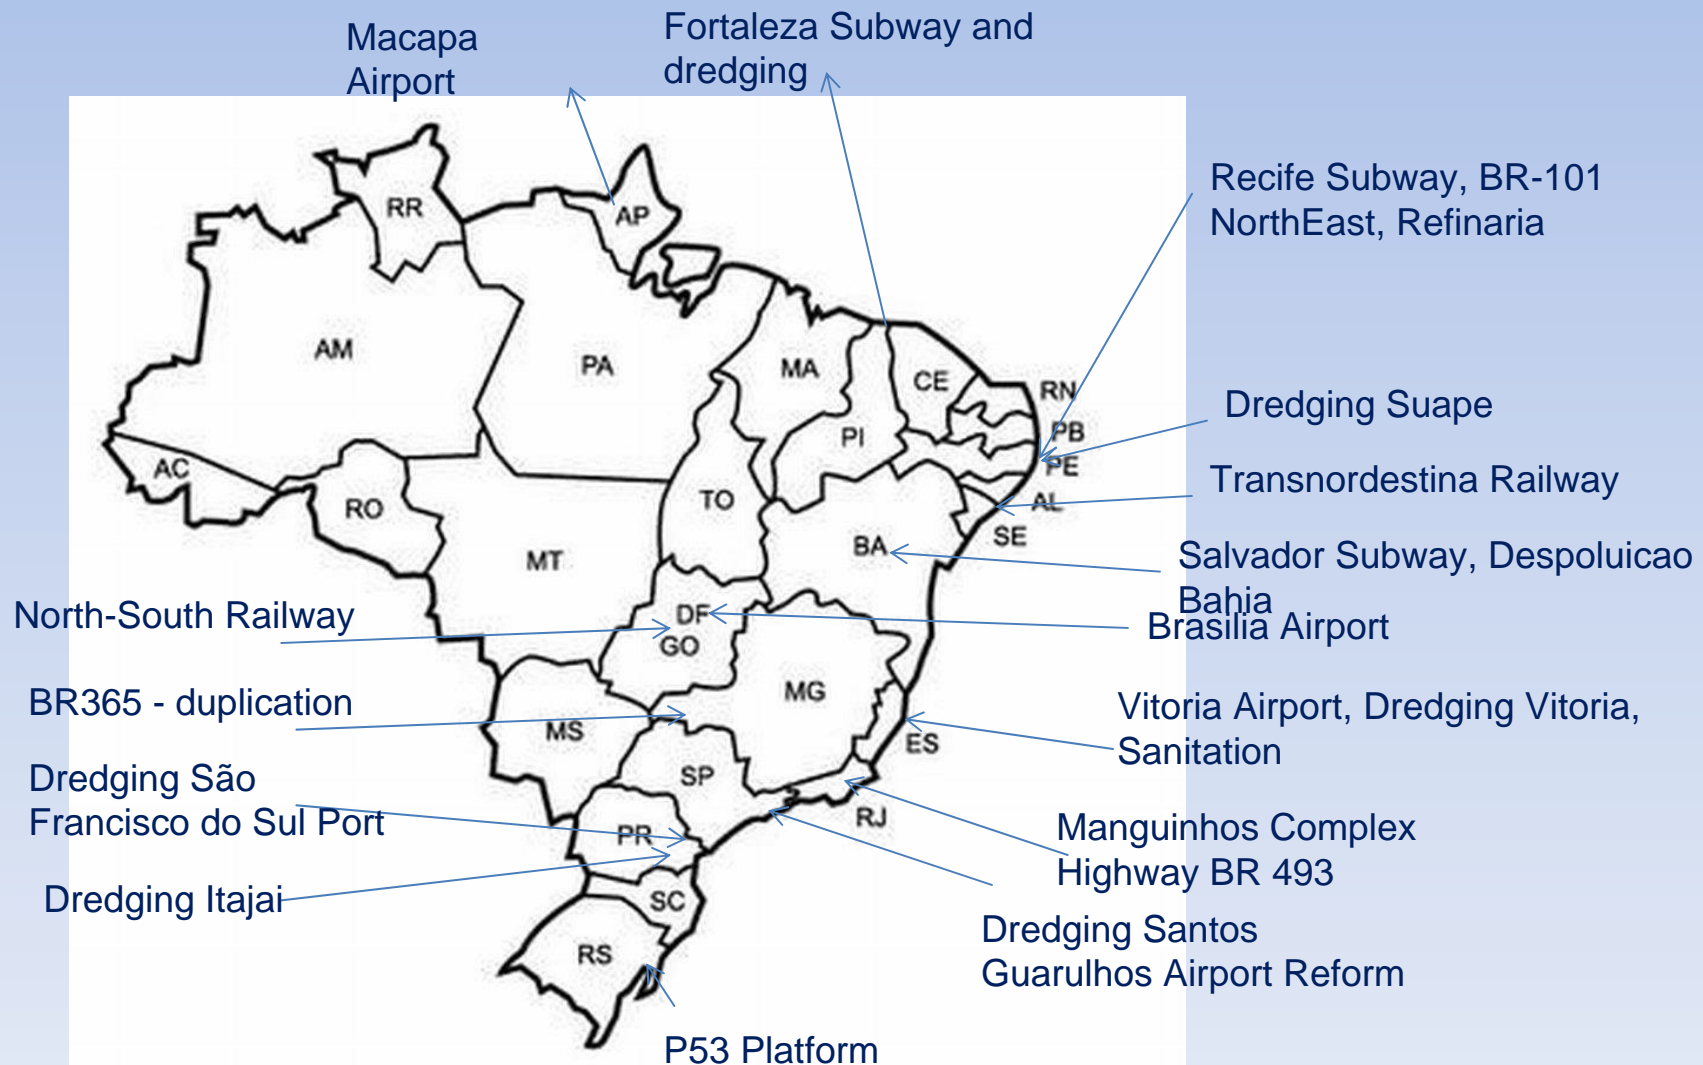 Macapa
Airport
Fortaleza Subway and
dredging
Recife Subway, BR-101
NorthEast, Refinaria
Dredging Suape
Transnordestina Railway
Salvador Subway, Despoluicao
Bahia
Brasilia Airport
Vitoria Airport, Dredging Vitoria,
Sanitation
Manguinhos Complex
Highway BR 493
Dredging Santos
Guarulhos Airport Reform
P53 Platform
North-South Railway
BR365 - duplication
Dredging São
Francisco do Sul Port
Dredging Itajai
RR
AP
AM
PA
MA
CE
RN
PI
PB
PE
AC
RO
TO
AL
SE
MT
BA
DF
GO
MG
MS
ES
SP
RJ
PR
SC
RS